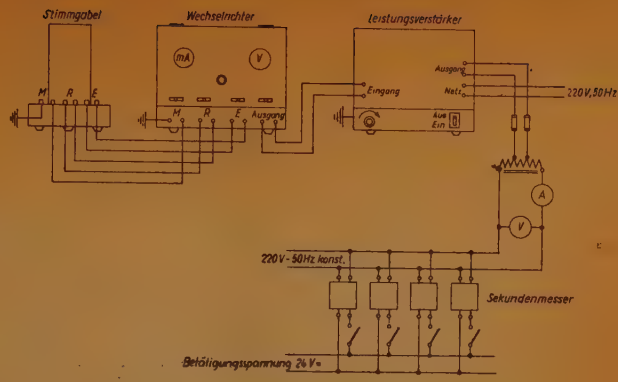 Stimmgabel
Wechselrichter
Leistungsverstärker
M R E
mA
V
M R E Ausgang
Eingang
Ausgang
Netz
220V, 50Hz
Aus
Ein
A
V
220V~50Hz konst.
Sekundenmesser
Betätigungsspannung 24V=